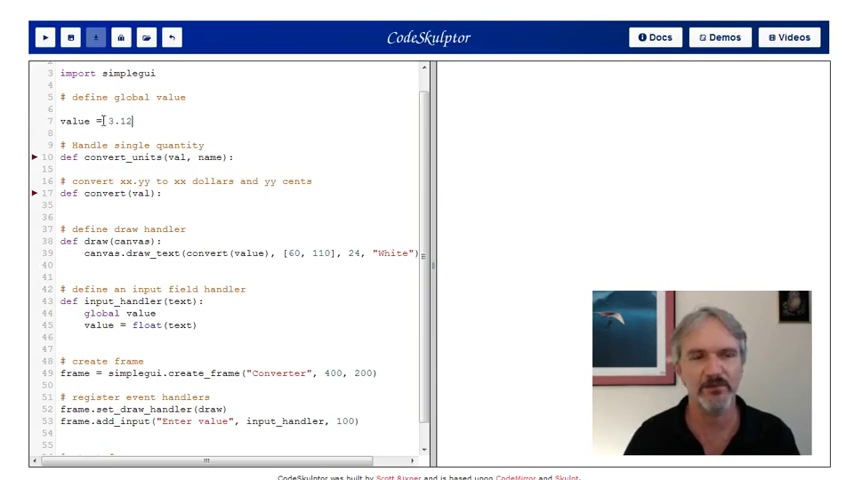 CodeSkulptor
Docs
Demos
Videos
3 import simplegui
4
5 # define global value
6
7 value = 3.12
8
9 # Handle single quantity
10 def convert_units(val, name):
15
16 # convert xx.yy to xx dollars and yy cents
17 def convert(val):
35
36
37 # define draw handler
38 def draw(canvas):
39 canvas.draw_text(convert(value), [60, 110], 24, "White")
40
41
42 # define an input field handler
43 def input_handler(text):
44 global value
45 value = float(text)
46
47
48 # create frame
49 frame = simplegui.create_frame("Converter", 400, 200)
50
51 # register event handlers
52 frame.set_draw_handler(draw)
53 frame.add_input("Enter value", input_handler, 100)
54
55
CodeSkulptor was built by Scott Rixner and is based upon CodeMirror and Skulpt.